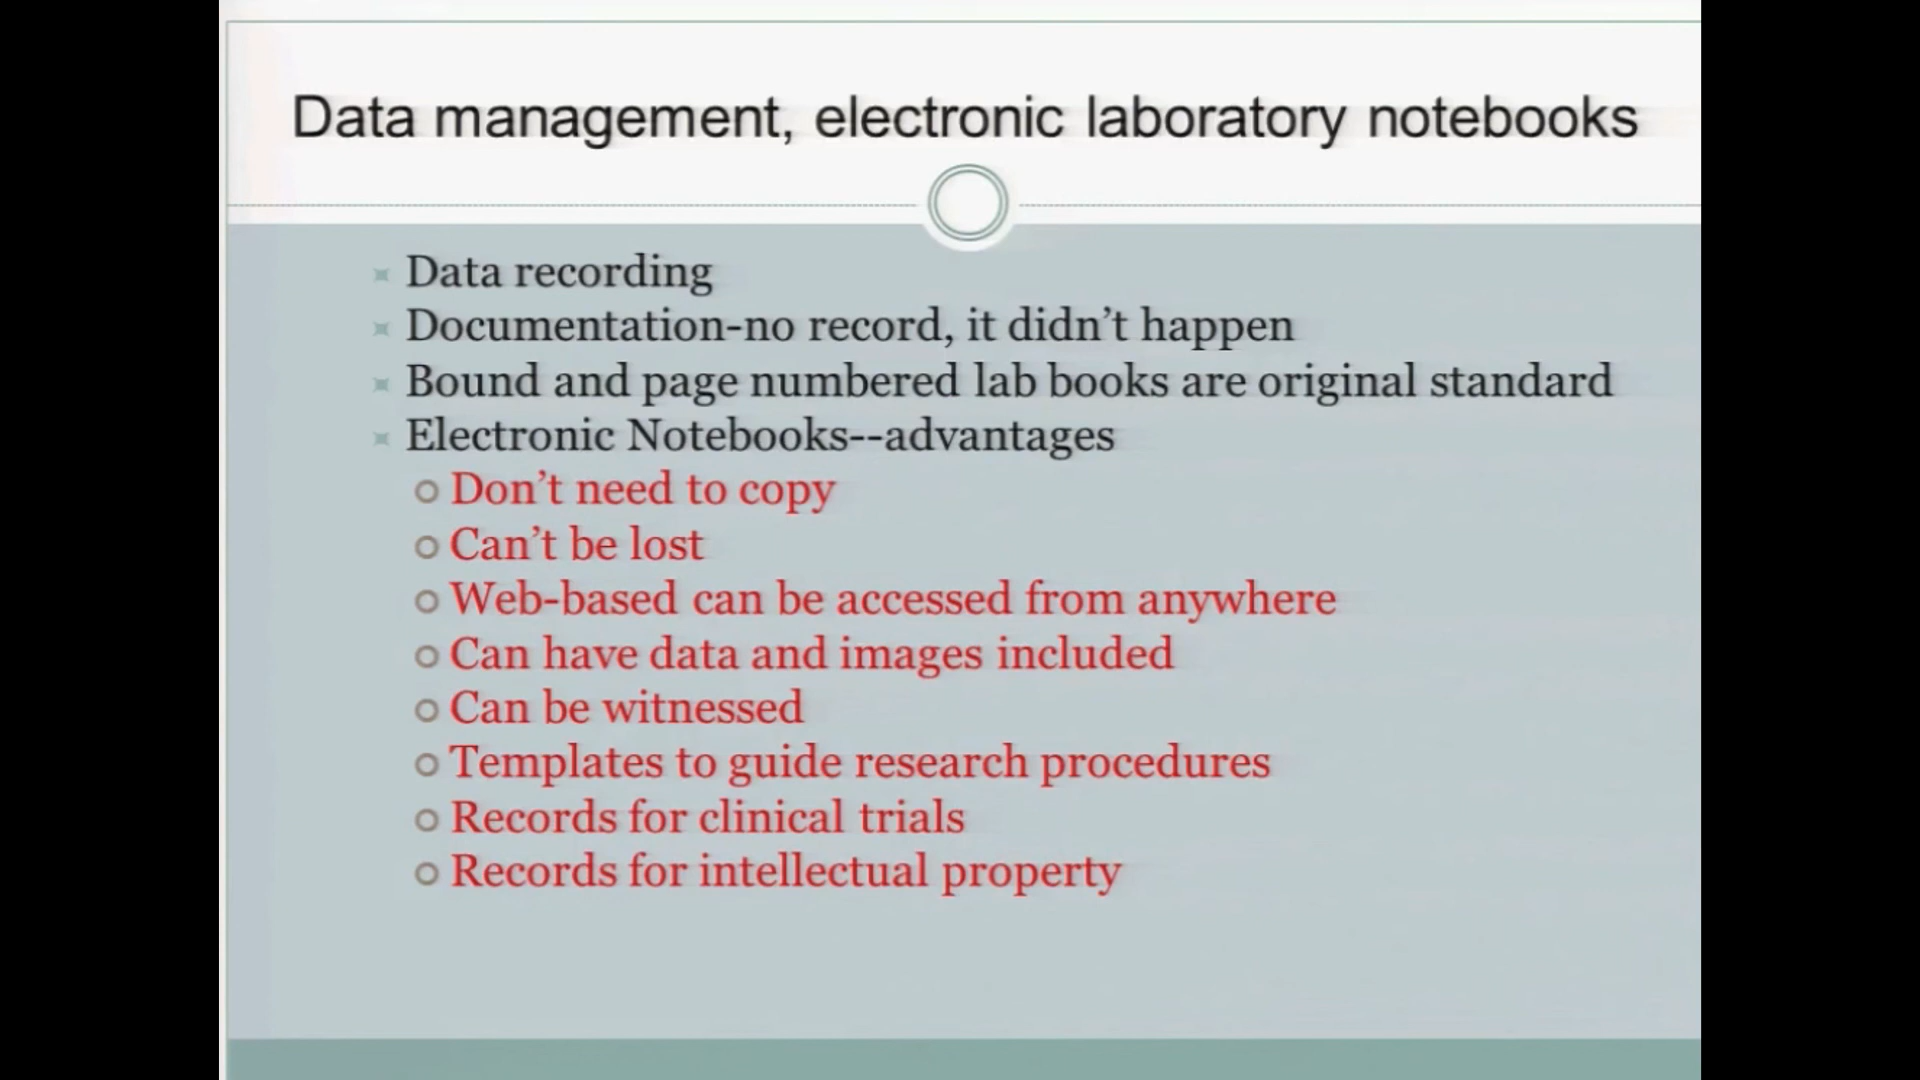 Data management, electronic laboratory notebooks
Data recording
Documentation-no record, it didn't happen
Bound and page numbered lab books are original standard
Electronic Notebooks--advantages
Don't need to copy
Can't be lost
Web-based can be accessed from anywhere
Can have data and images included
Can be witnessed
Templates to guide research procedures
Records for clinical trials
Records for intellectual property